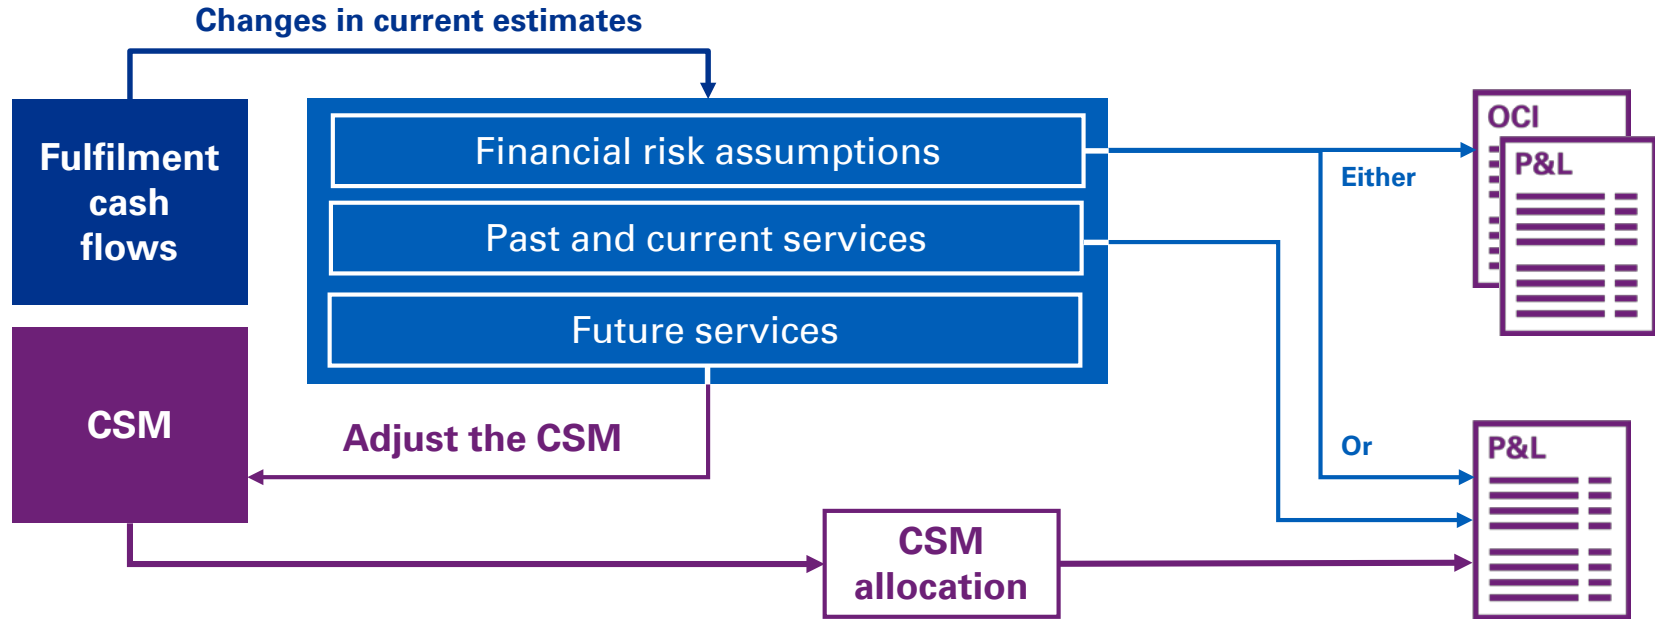 Changes in current estimates
Fulfilment
cash
flows
Financial risk assumptions
Past and current services
Future services
Either
OCI
P&L
CSM
Adjust the CSM
Or
P&L
CSM
allocation